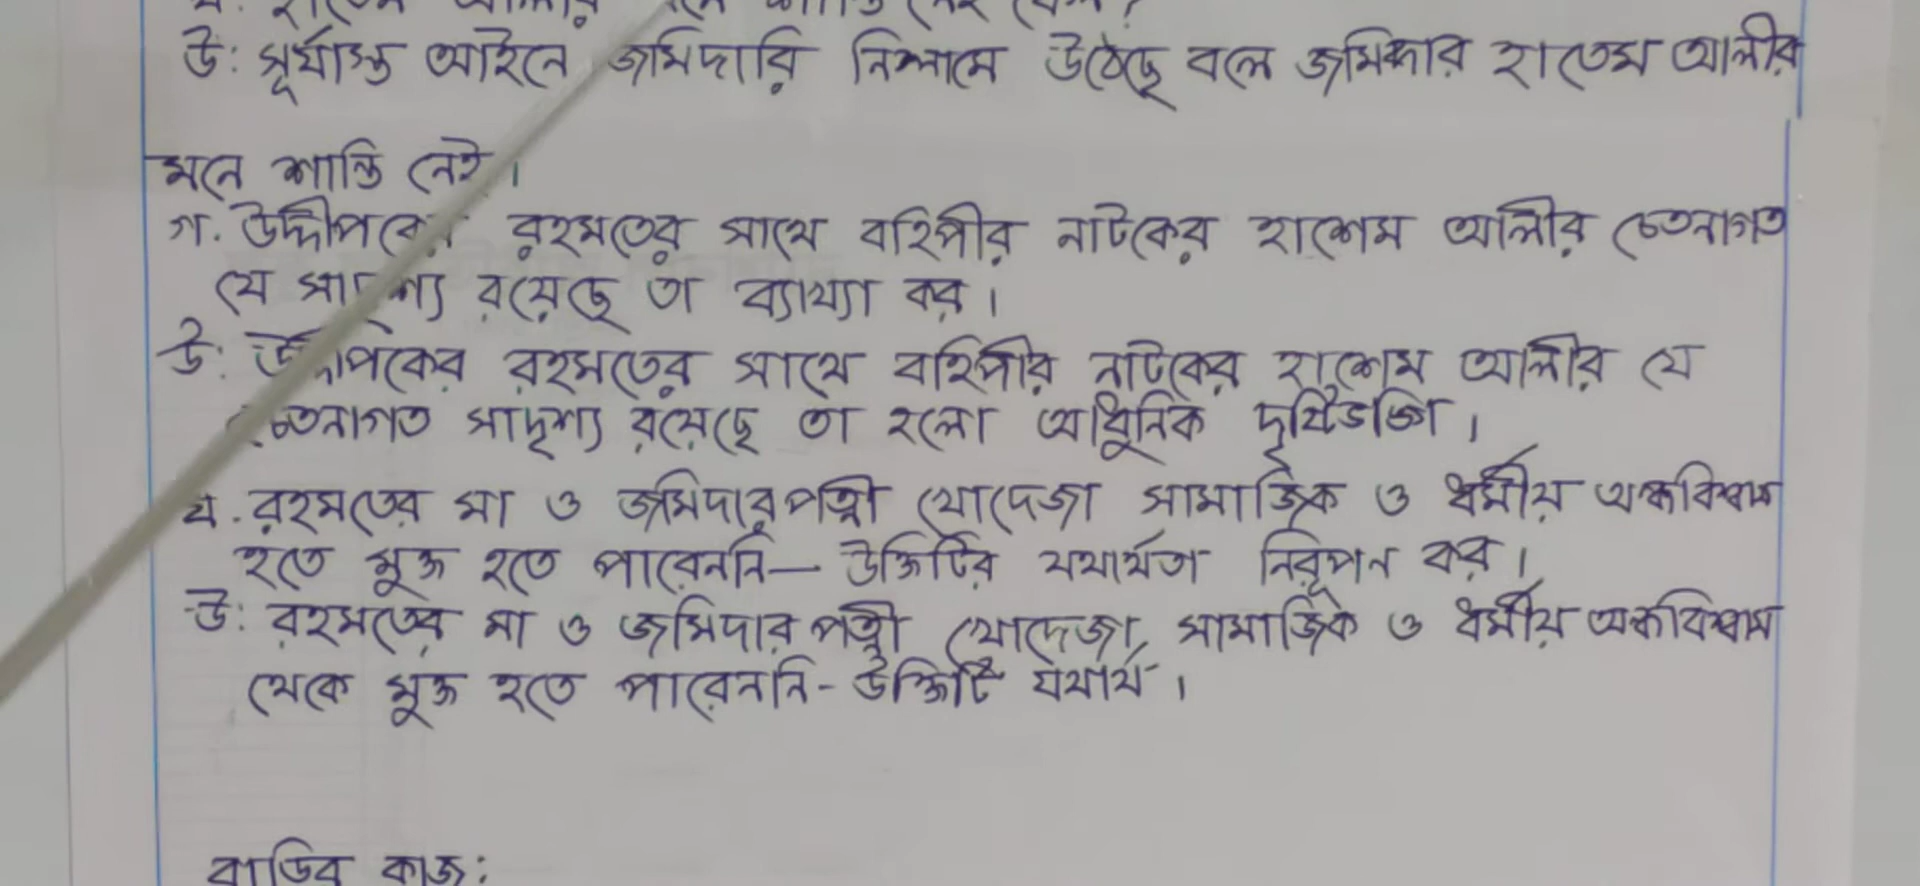 খ. হাতেম আলীর মনে শান্তি নেই কেন?
উ: সূর্যাস্ত আইনে জমিদারি নিলামে উঠেছে বলে জমিদার হাতেম আলীর
মনে শান্তি নেই।
গ. উদ্দীপকের রহমতের সাথে বহিপীর নাটকের হাশেম আলীর চেতনাগত
যে সাদৃশ্য রয়েছে তা ব্যাখ্যা কর।
উ: উদ্দীপকের রহমতের সাথে বহিপীর নাটকের হাশেম আলীর যে
চেতনাগত সাদৃশ্য রয়েছে তা হলো আধুনিক দৃষ্টিভঙ্গি।
ঘ. রহমতের মা ও জমিদারপত্নী খোদেজা সামাজিক ও ধর্মীয় অন্ধবিশ্বাস
হতে মুক্ত হতে পারেননি— উক্তিটির যথার্থতা নিরূপন কর।
উ: রহমতের মা ও জমিদার পত্নী খোদেজা, সামাজিক ও ধর্মীয় অন্ধবিশ্বাস
থেকে মুক্ত হতে পারেননি- উক্তিটি যথার্থ।
বাড়ির কাজ: